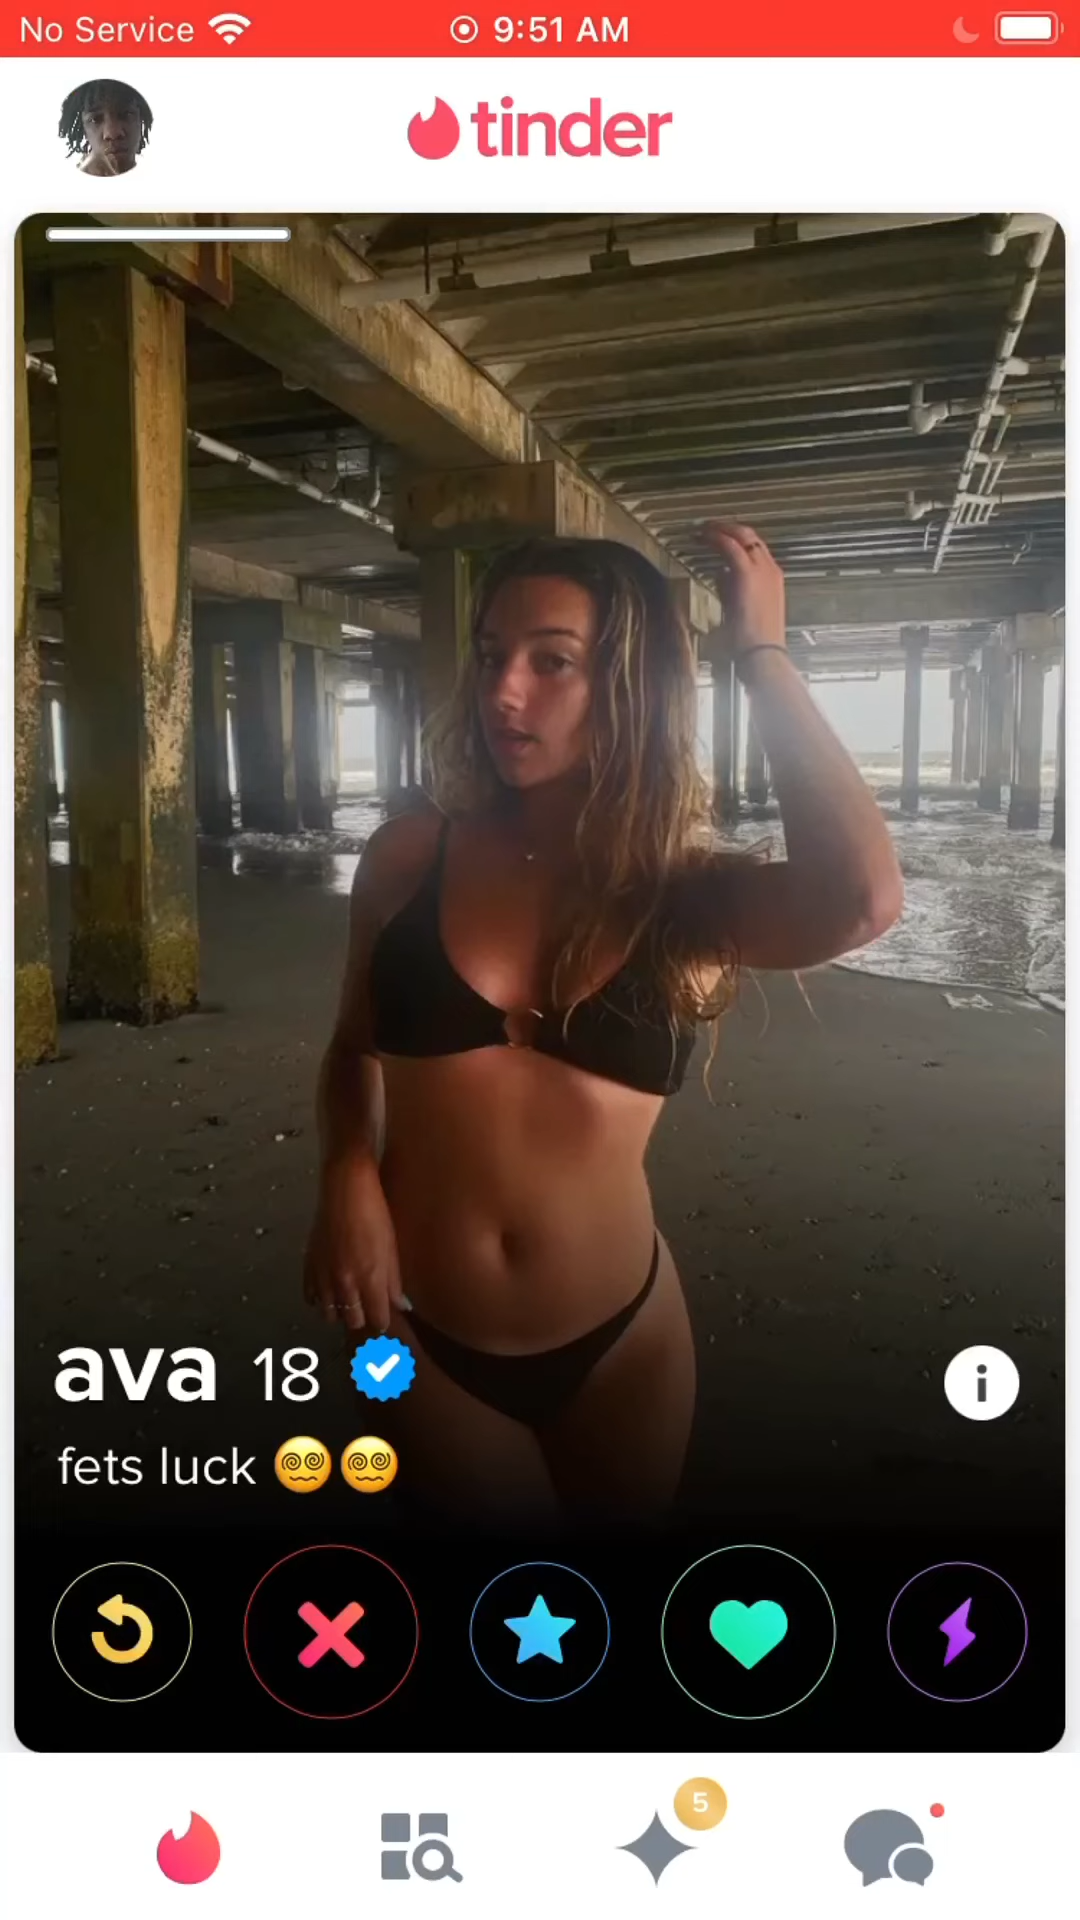 No Service 9:51 AM
tinder
ava 18
fets luck 😵‍💫😵‍💫
5